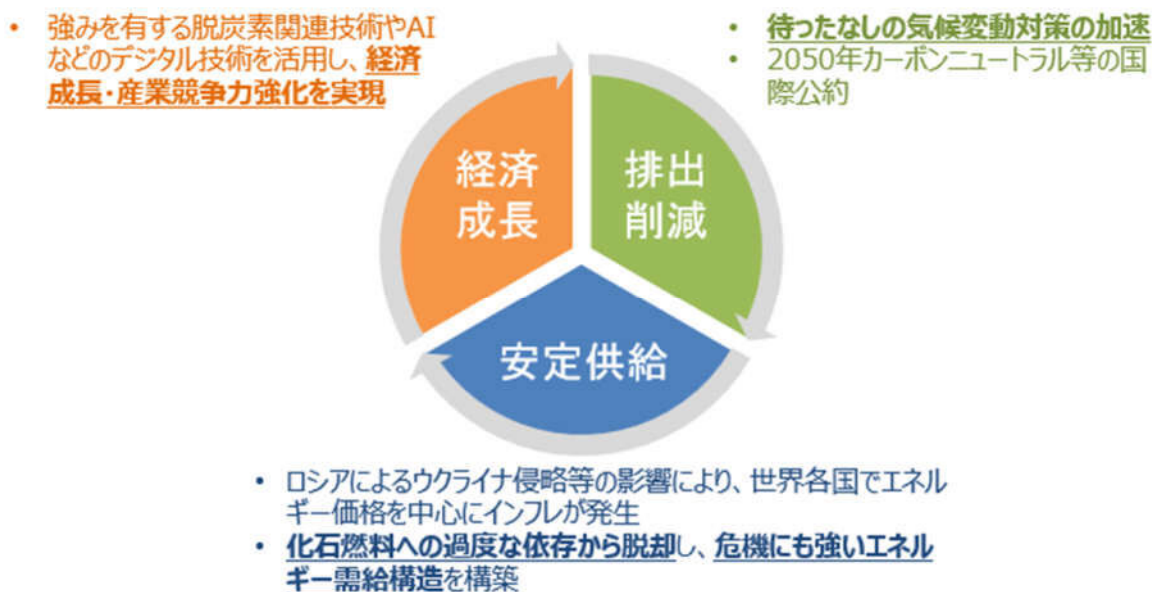 • 強みを有する脱炭素関連技術やAI
などのデジタル技術を活用し、経済
成長・産業競争力強化を実現
• 待ったなしの気候変動対策の加速
• 2050年カーボンニュートラル等の国
際公約
経済
成長
排出
削減
安定供給
• ロシアによるウクライナ侵略等の影響により、世界各国でエネル
ギー価格を中心にインフレが発生
• 化石燃料への過度な依存から脱却し、危機にも強いエネル
ギー需給構造を構築